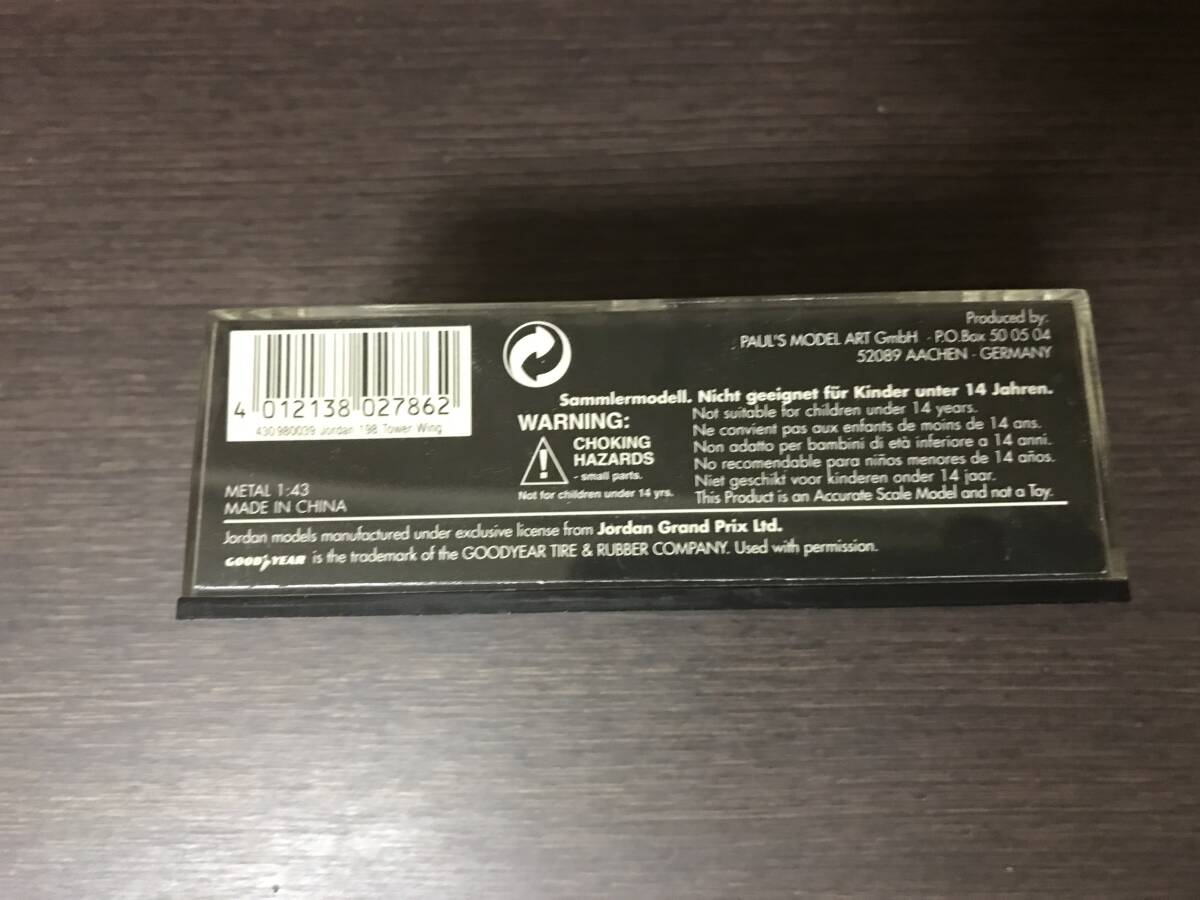 4 012138 027862
430 980039 Jordan 198 Tower Wing
METAL 1:43
MADE IN CHINA
Produced by:
PAUL'S MODEL ART GmbH · P.O.Box 50 05 04
52089 AACHEN · GERMANY
Sammlermodell. Nicht geeignet für Kinder unter 14 Jahren.
WARNING:
CHOKING
HAZARDS
- small parts.
Not for children under 14 yrs.
Not suitable for children under 14 years.
Ne convient pas aux enfants de moins de 14 ans.
Non adatto per bambini di età inferiore a 14 anni.
No recomendable para niños menores de 14 años.
Niet geschikt voor kinderen onder 14 jaar.
This Product is an Accurate Scale Model and not a Toy.
Jordan models manufactured under exclusive license from Jordan Grand Prix Ltd.
GOODYEAR is the trademark of the GOODYEAR TIRE & RUBBER COMPANY. Used with permission.